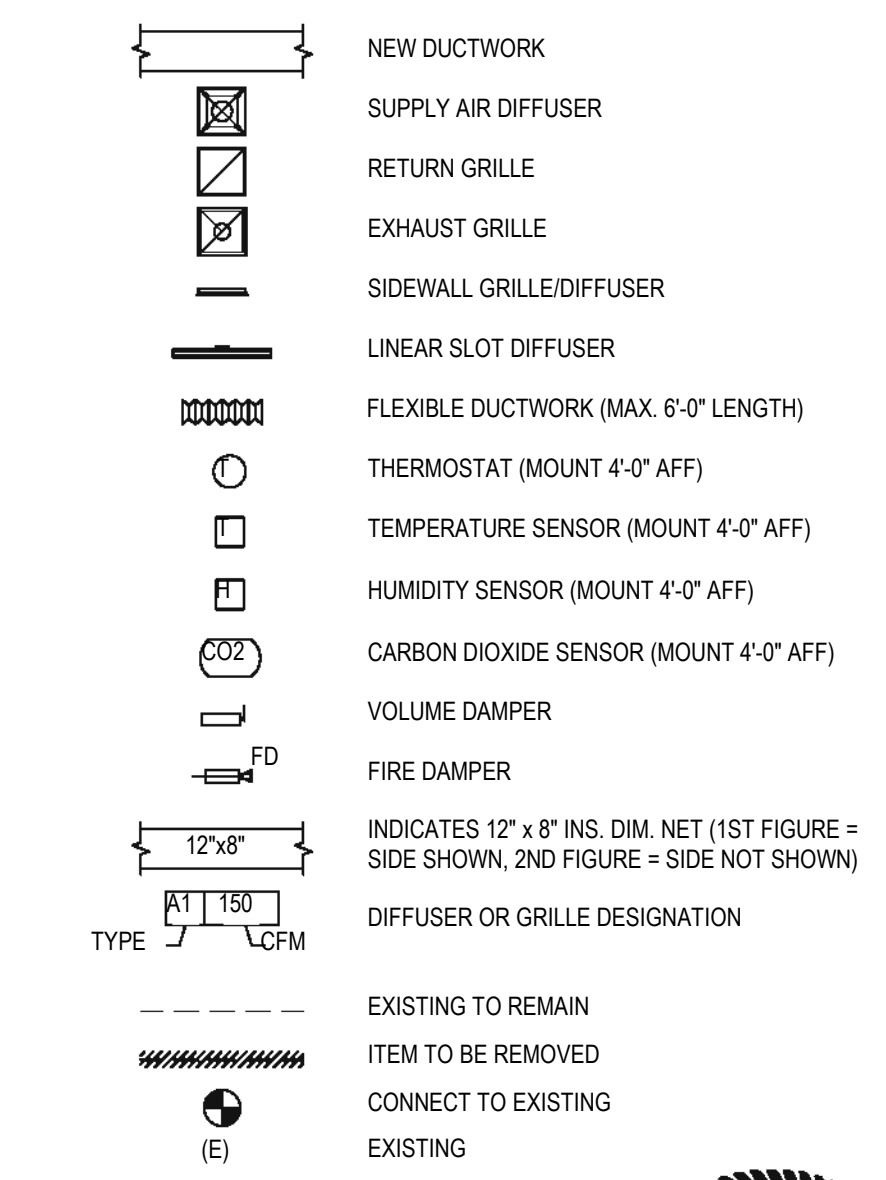 NEW DUCTWORK
SUPPLY AIR DIFFUSER
RETURN GRILLE
EXHAUST GRILLE
SIDEWALL GRILLE/DIFFUSER
LINEAR SLOT DIFFUSER
FLEXIBLE DUCTWORK (MAX. 6'-0" LENGTH)
T THERMOSTAT (MOUNT 4'-0" AFF)
T TEMPERATURE SENSOR (MOUNT 4'-0" AFF)
H HUMIDITY SENSOR (MOUNT 4'-0" AFF)
CO2 CARBON DIOXIDE SENSOR (MOUNT 4'-0" AFF)
VOLUME DAMPER
FD FIRE DAMPER
12"x8" INDICATES 12" x 8" INS. DIM. NET (1ST FIGURE =
SIDE SHOWN, 2ND FIGURE = SIDE NOT SHOWN)
A1 150 DIFFUSER OR GRILLE DESIGNATION
TYPE CFM
EXISTING TO REMAIN
ITEM TO BE REMOVED
CONNECT TO EXISTING
(E) EXISTING